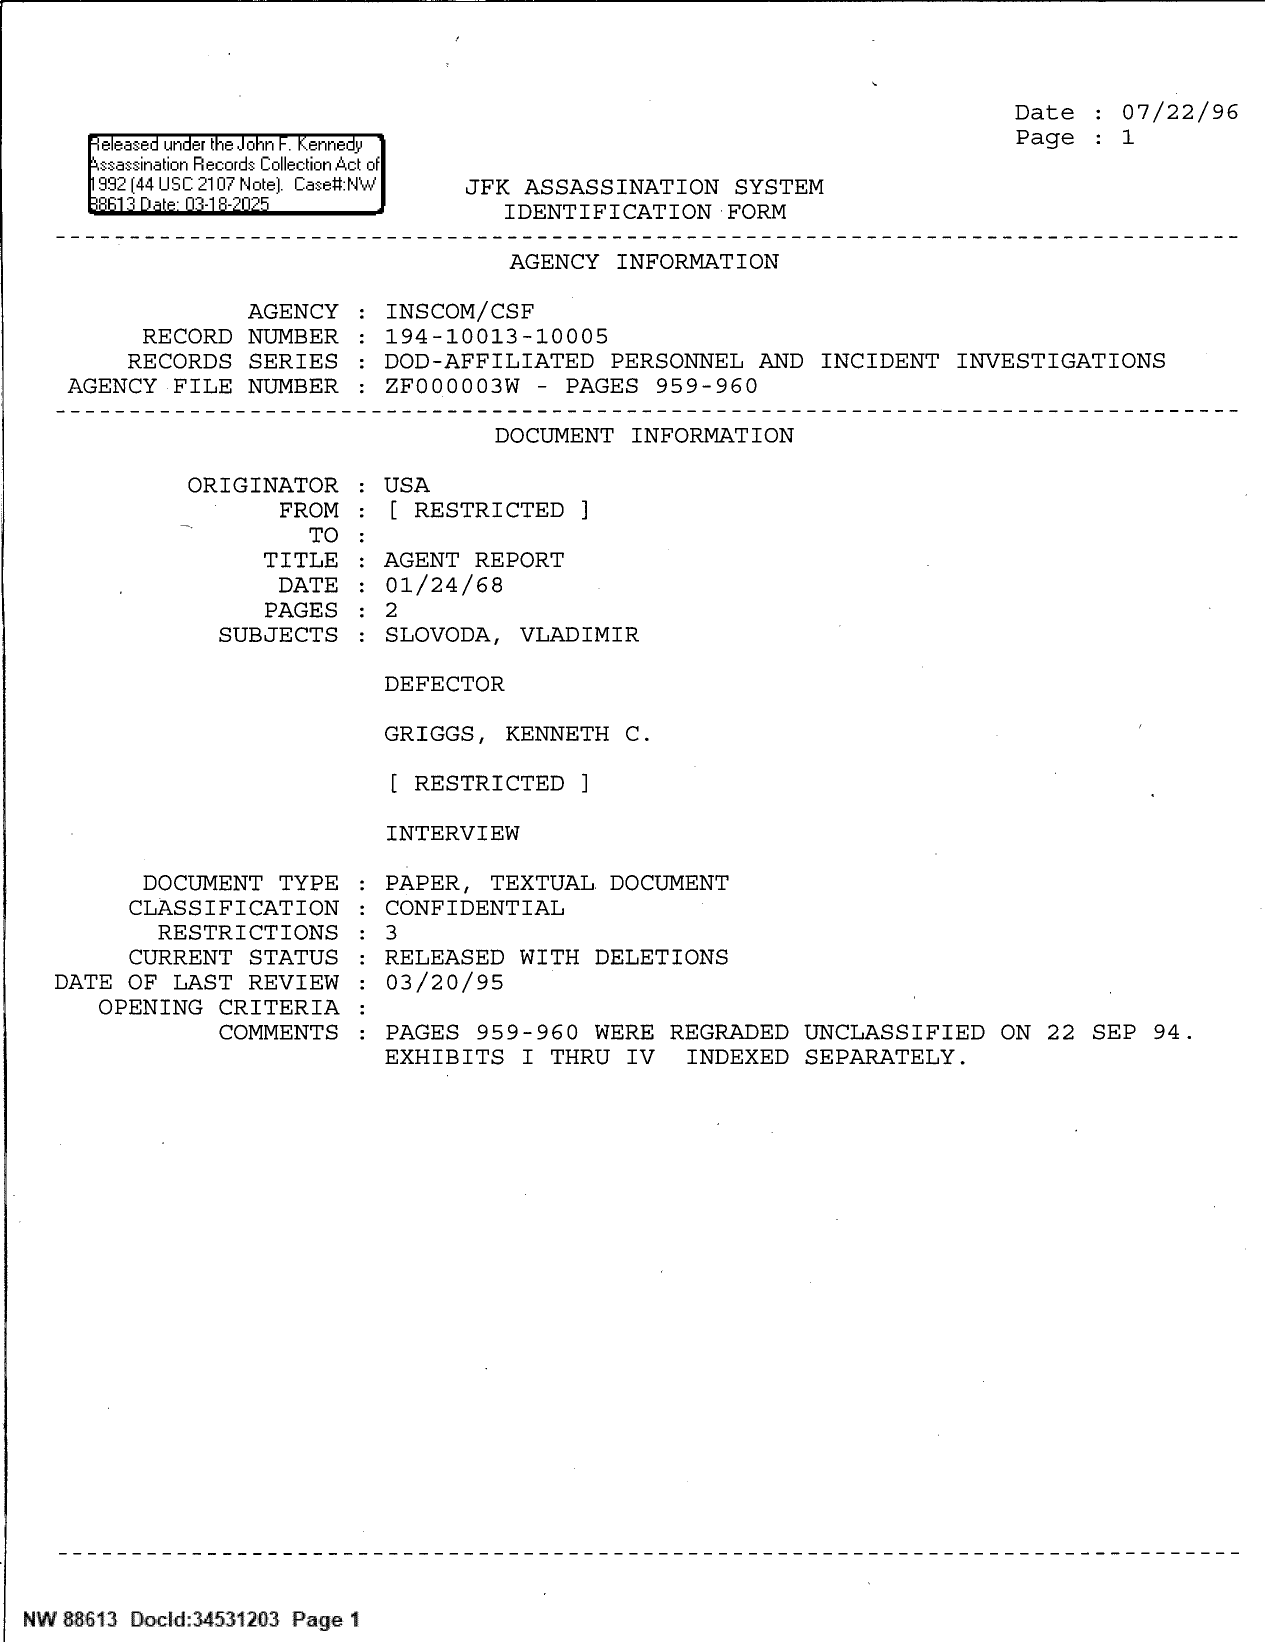 Date : 07/22/96
Page : 1
Released under the John F. Kennedy
Assassination Records Collection Act of
1992 (44 USC 2107 Note). Case#:NW
88613 Date: 03-18-2025
JFK ASSASSINATION SYSTEM
IDENTIFICATION FORM
AGENCY INFORMATION
AGENCY : INSCOM/CSF
RECORD NUMBER : 194-10013-10005
RECORDS SERIES : DOD-AFFILIATED PERSONNEL AND INCIDENT INVESTIGATIONS
AGENCY FILE NUMBER : ZF000003W - PAGES 959-960
DOCUMENT INFORMATION
ORIGINATOR : USA
FROM : [ RESTRICTED ]
TO :
TITLE : AGENT REPORT
DATE : 01/24/68
PAGES : 2
SUBJECTS : SLOVODA, VLADIMIR
DEFECTOR
GRIGGS, KENNETH C.
[ RESTRICTED ]
INTERVIEW
DOCUMENT TYPE : PAPER, TEXTUAL DOCUMENT
CLASSIFICATION : CONFIDENTIAL
RESTRICTIONS : 3
CURRENT STATUS : RELEASED WITH DELETIONS
DATE OF LAST REVIEW : 03/20/95
OPENING CRITERIA :
COMMENTS : PAGES 959-960 WERE REGRADED UNCLASSIFIED ON 22 SEP 94.
EXHIBITS I THRU IV INDEXED SEPARATELY.
NW 88613 DocId:34531203 Page 1